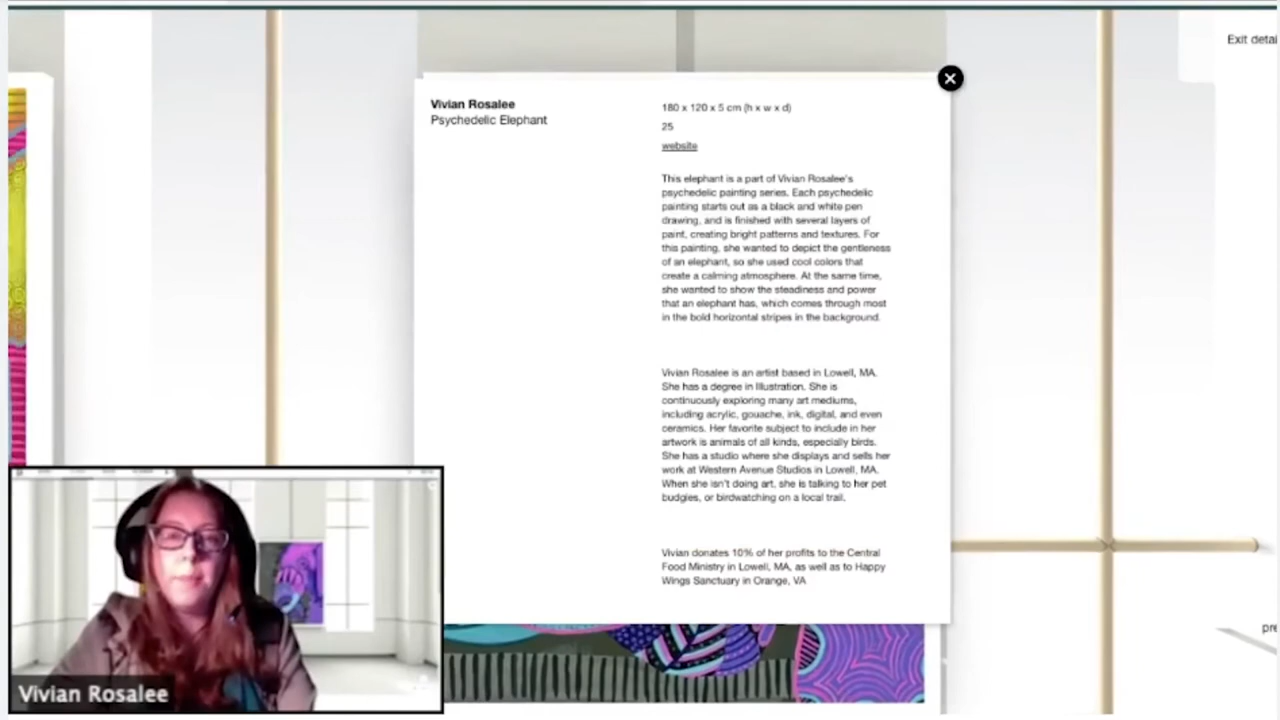 Exit detai
Vivian Rosalee
Psychedelic Elephant
180 x 120 x 5 cm (h x w x d)
25
website
This elephant is a part of Vivian Rosalee's
psychedelic painting series. Each psychedelic
painting starts out as a black and white pen
drawing, and is finished with several layers of
paint, creating bright patterns and textures. For
this painting, she wanted to depict the gentleness
of an elephant, so she used cool colors that
create a calming atmosphere. At the same time,
she wanted to show the steadiness and power
that an elephant has, which comes through most
in the bold horizontal stripes in the background.
Vivian Rosalee is an artist based in Lowell, MA.
She has a degree in Illustration. She is
continuously exploring many art mediums,
including acrylic, gouache, ink, digital, and even
ceramics. Her favorite subject to include in her
artwork is animals of all kinds, especially birds.
She has a studio where she displays and sells her
work at Western Avenue Studios in Lowell, MA.
When she isn't doing art, she is talking to her pet
budgies, or birdwatching on a local trail.
Vivian donates 10% of her profits to the Central
Food Ministry in Lowell, MA, as well as to Happy
Wings Sanctuary in Orange, VA
pre
Vivian Rosalee